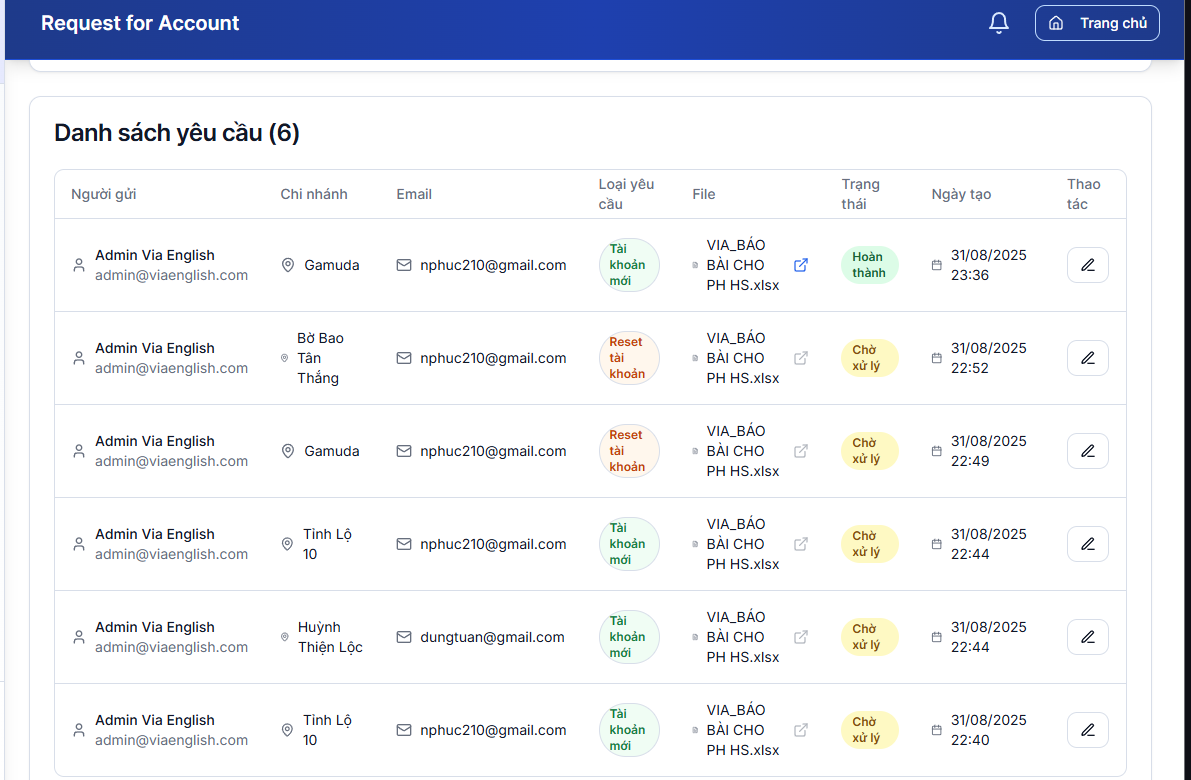 Request for Account
Trang chủ
Danh sách yêu cầu (6)
Người gửi Chi nhánh Email Loại yêu cầu File Trạng thái Ngày tạo Thao tác
Admin Via English
admin@viaenglish.com
Gamuda
nphuc210@gmail.com
Tài
khoản
mới
VIA_BÁO
BÀI CHO
PH HS.xlsx
Hoàn
thành
31/08/2025
23:36
Admin Via English
admin@viaenglish.com
Bờ Bao
Tân
Thắng
nphuc210@gmail.com
Reset
tài
khoản
VIA_BÁO
BÀI CHO
PH HS.xlsx
Chờ
xử lý
31/08/2025
22:52
Admin Via English
admin@viaenglish.com
Gamuda
nphuc210@gmail.com
Reset
tài
khoản
VIA_BÁO
BÀI CHO
PH HS.xlsx
Chờ
xử lý
31/08/2025
22:49
Admin Via English
admin@viaenglish.com
Tỉnh Lộ
10
nphuc210@gmail.com
Tài
khoản
mới
VIA_BÁO
BÀI CHO
PH HS.xlsx
Chờ
xử lý
31/08/2025
22:44
Admin Via English
admin@viaenglish.com
Huỳnh
Thiện Lộc
dungtuan@gmail.com
Tài
khoản
mới
VIA_BÁO
BÀI CHO
PH HS.xlsx
Chờ
xử lý
31/08/2025
22:44
Admin Via English
admin@viaenglish.com
Tỉnh Lộ
10
nphuc210@gmail.com
Tài
khoản
mới
VIA_BÁO
BÀI CHO
PH HS.xlsx
Chờ
xử lý
31/08/2025
22:40